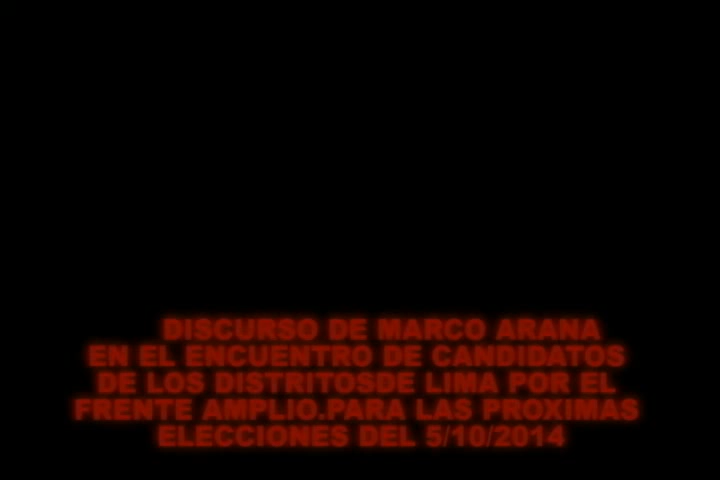 DISCURSO DE MARCO ARANA
EN EL ENCUENTRO DE CANDIDATOS
DE LOS DISTRITOSDE LIMA POR EL
FRENTE AMPLIO.PARA LAS PROXIMAS
ELECCIONES DEL 5/10/2014